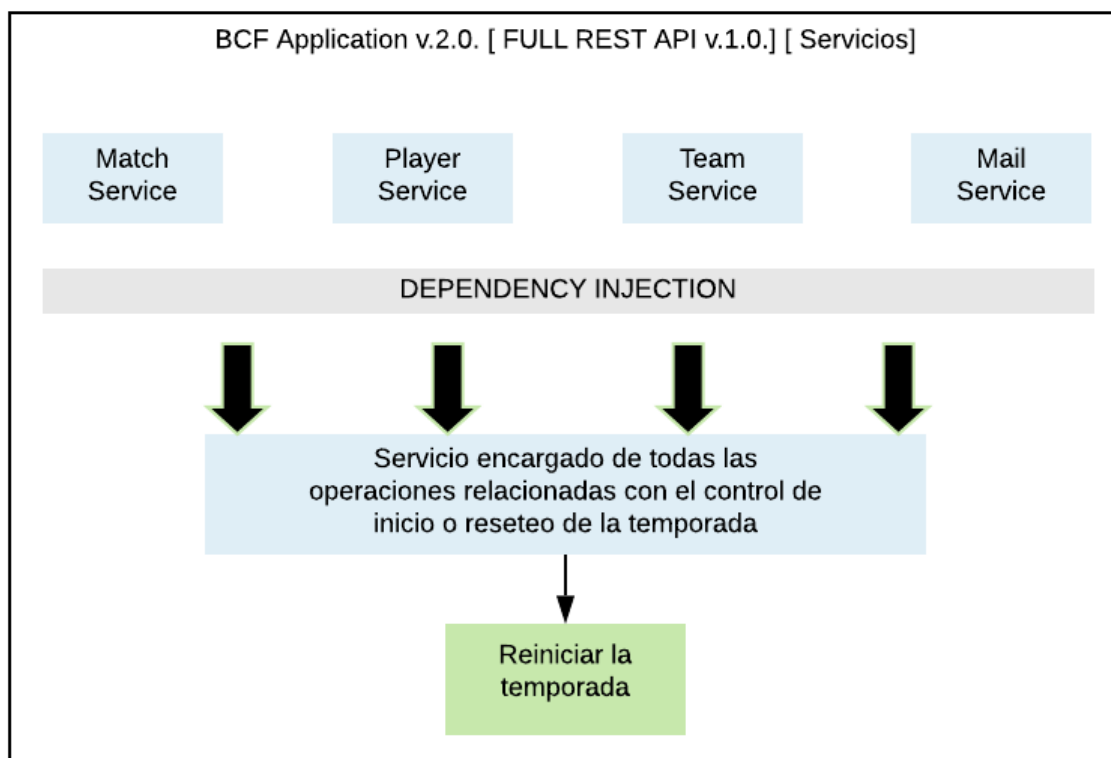 BCF Application v.2.0. [ FULL REST API v.1.0.] [ Servicios]
Match
Service
Player
Service
Team
Service
Mail
Service
DEPENDENCY INJECTION
Servicio encargado de todas las
operaciones relacionadas con el control de
inicio o reseteo de la temporada
Reiniciar la
temporada